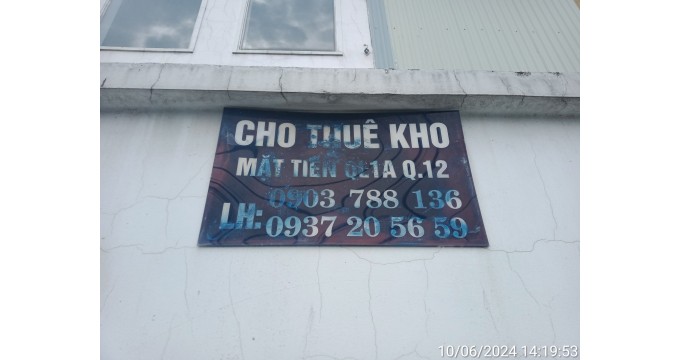 CHO THUÊ KHO
MẶT TIỀN QL1A Q.12
LH:
0903 788 136
0937 20 56 59
10/06/2024 14:19:53